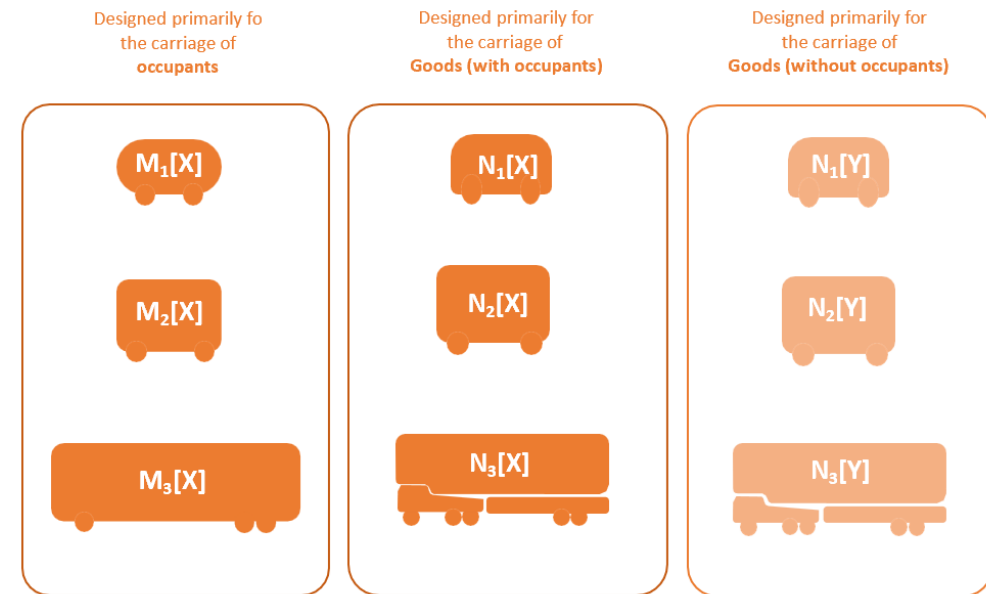 Designed primarily fo
the carriage of
occupants
Designed primarily for
the carriage of
Goods (with occupants)
Designed primarily for
the carriage of
Goods (without occupants)
M₁[X]
N₁[X]
N₁[Y]
M₂[X]
N₂[X]
N₂[Y]
M₃[X]
N₃[X]
N₃[Y]